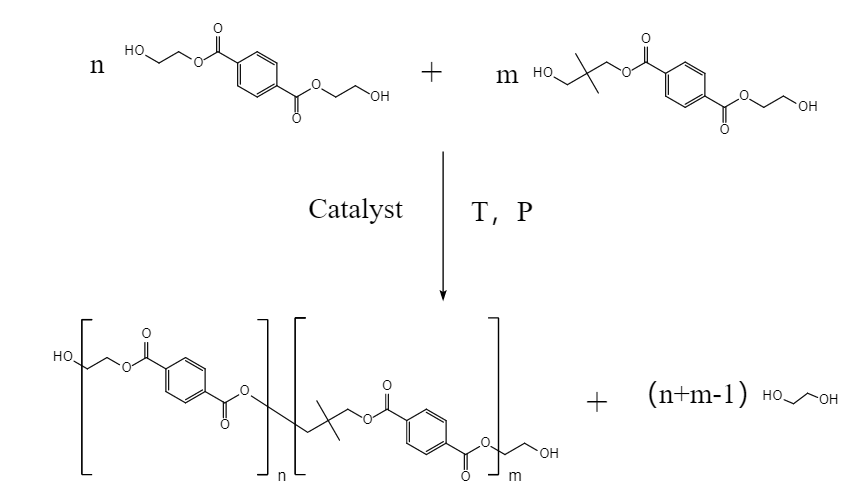 n HO O O O O OH + m HO O O O O OH
Catalyst T, P
HO O O O O n O O O O OH m + (n+m-1) HO OH